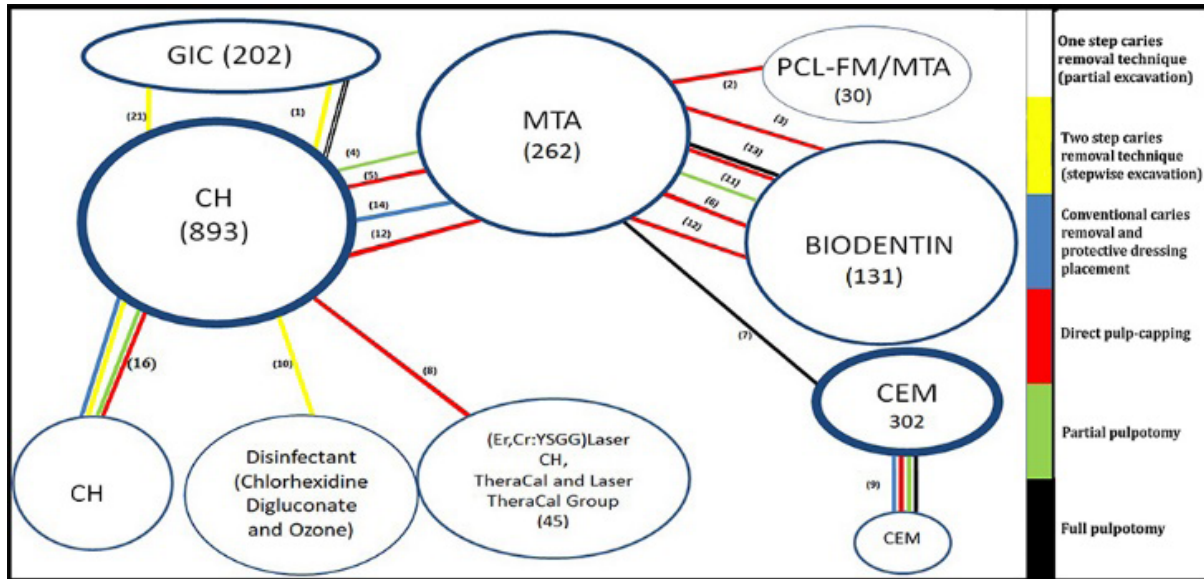 GIC (202)
(21)
(1)
CH
(893)
(4)
(5)
(14)
(12)
MTA
(262)
(2)
PCL-FM/MTA
(30)
(3)
(13)
(11)
(6)
(12)
BIODENTIN
(131)
(7)
CEM
302
(9)
CEM
(16)
CH
(10)
Disinfectant
(Chlorhexidine
Digluconate
and Ozone)
(8)
(Er,Cr:YSGG)Laser
CH,
TheraCal and Laser
TheraCal Group
(45)
One step caries
removal technique
(partial excavation)
Two step caries
removal technique
(stepwise excavation)
Conventional caries
removal and
protective dressing
placement
Direct pulp-capping
Partial pulpotomy
Full pulpotomy